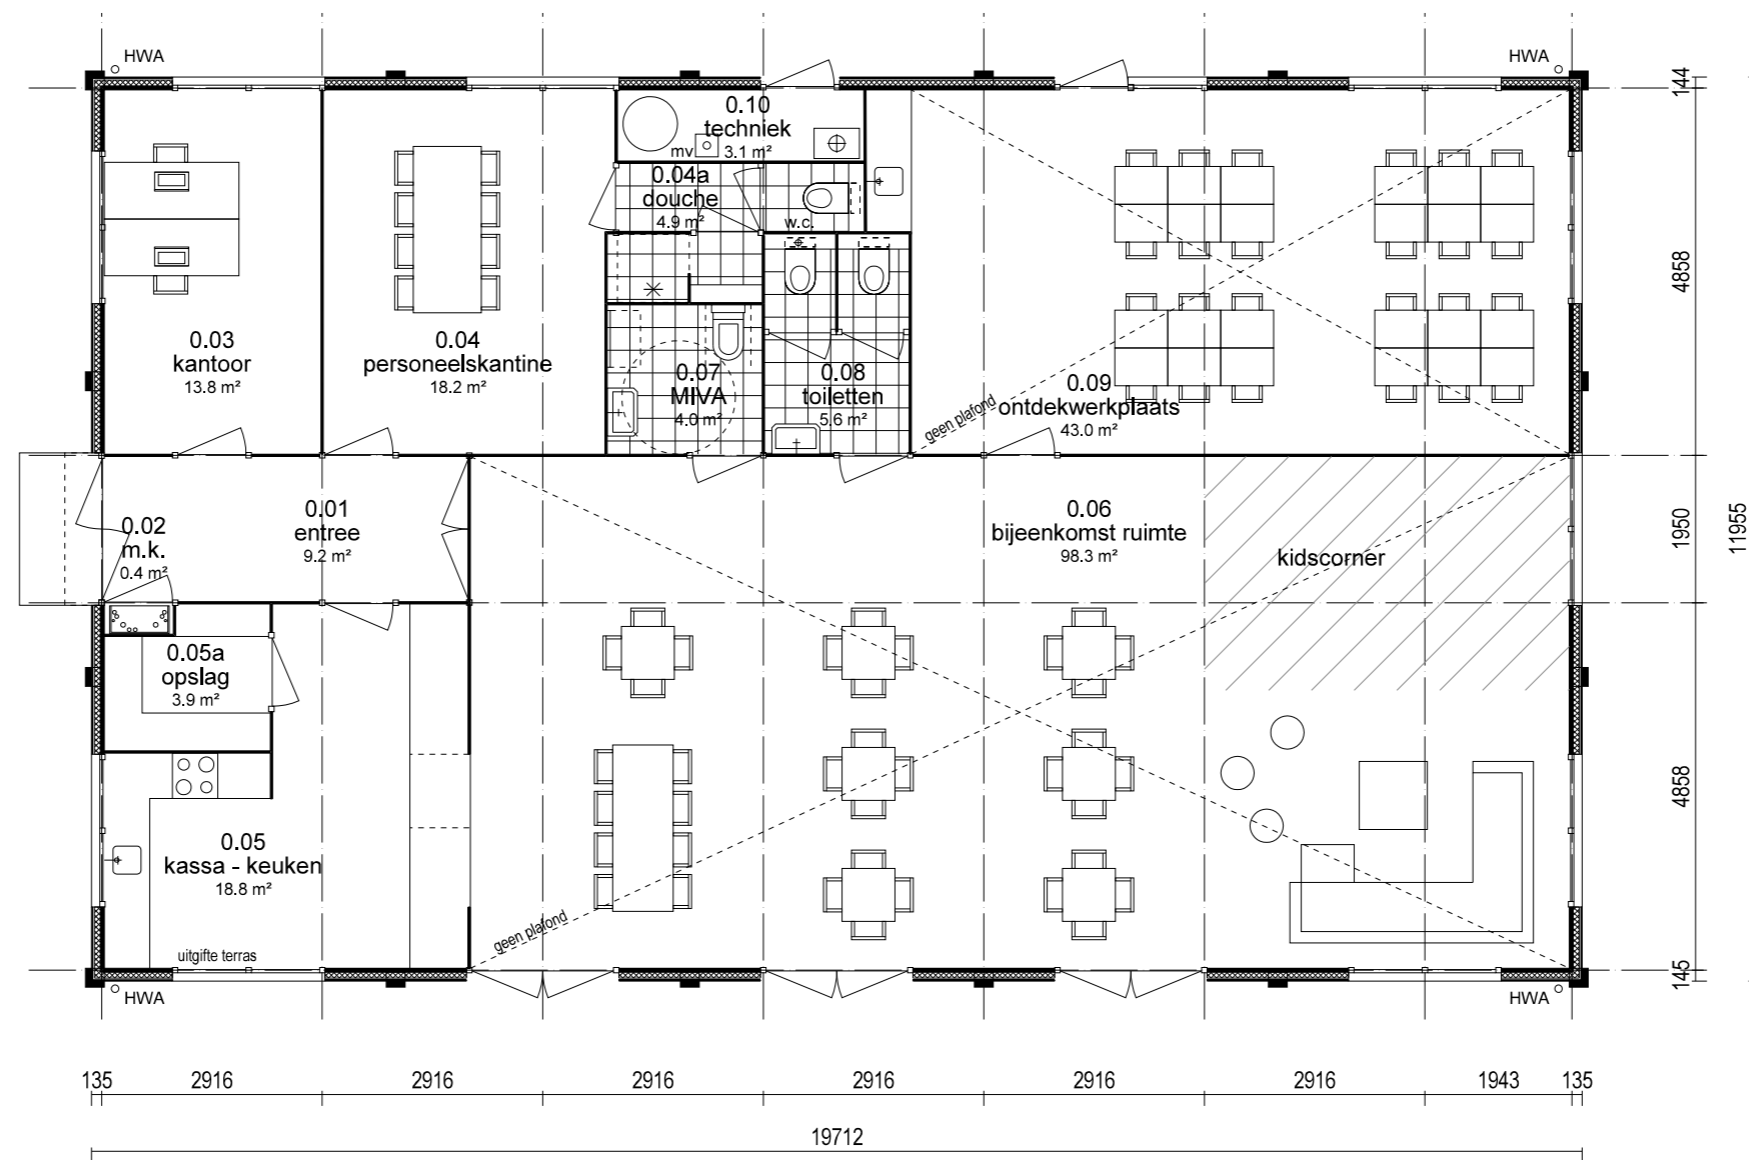 HWA
HWA
0.10
techniek
mv
3.1 m²
0.04a
douche
4.9 m²
w.c.
0.03
kantoor
13.8 m²
0.04
personeelskantine
18.2 m²
0.07
MIVA
4.0 m²
0.08
toiletten
5.6 m²
geen plafond
0.09
ontdekwerkplaats
43.0 m²
0.02
m.k.
0.4 m²
0.01
entree
9.2 m²
0.06
bijeenkomst ruimte
98.3 m²
kidscorner
0.05a
opslag
3.9 m²
0.05
kassa - keuken
18.8 m²
uitgifte terras
geen plafond
HWA
HWA
144
4858
1950
11955
4858
145
135 2916 2916 2916 2916 2916 2916 1943 135
19712